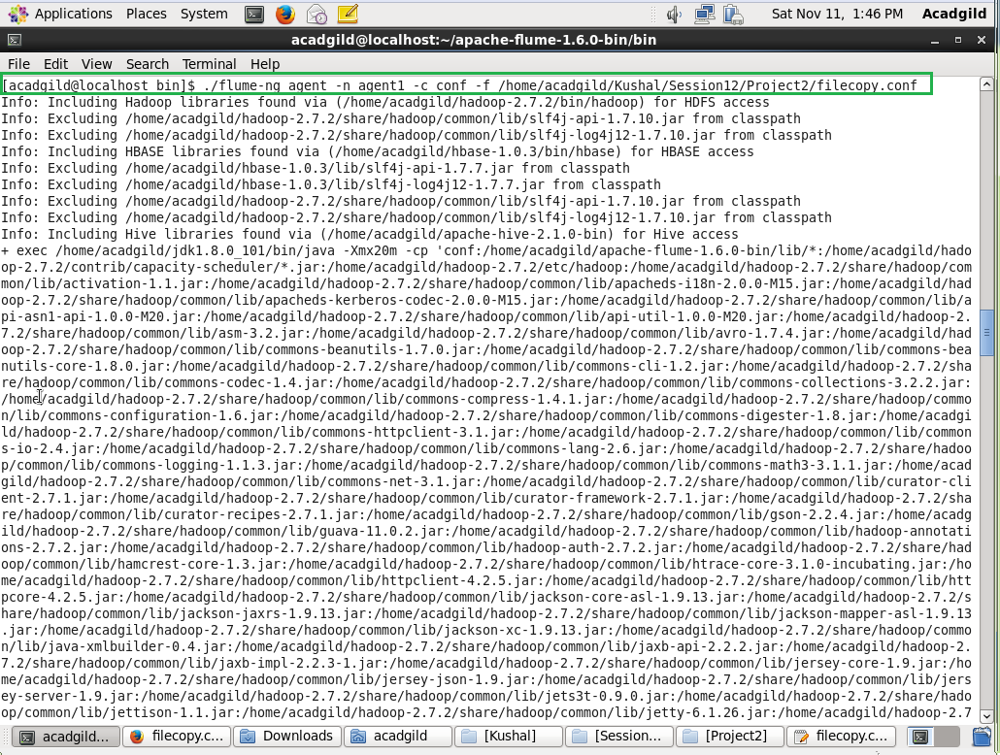 Applications Places System Sat Nov 11, 1:46 PM Acadgild
acadgild@localhost:~/apache-flume-1.6.0-bin/bin
File Edit View Search Terminal Help
[acadgild@localhost bin]$ ./flume-ng agent -n agent1 -c conf -f /home/acadgild/Kushal/Session12/Project2/filecopy.conf
Info: Including Hadoop libraries found via (/home/acadgild/hadoop-2.7.2/bin/hadoop) for HDFS access
Info: Excluding /home/acadgild/hadoop-2.7.2/share/hadoop/common/lib/slf4j-api-1.7.10.jar from classpath
Info: Excluding /home/acadgild/hadoop-2.7.2/share/hadoop/common/lib/slf4j-log4j12-1.7.10.jar from classpath
Info: Including HBASE libraries found via (/home/acadgild/hbase-1.0.3/bin/hbase) for HBASE access
Info: Excluding /home/acadgild/hbase-1.0.3/lib/slf4j-api-1.7.7.jar from classpath
Info: Excluding /home/acadgild/hbase-1.0.3/lib/slf4j-log4j12-1.7.7.jar from classpath
Info: Excluding /home/acadgild/hadoop-2.7.2/share/hadoop/common/lib/slf4j-api-1.7.10.jar from classpath
Info: Excluding /home/acadgild/hadoop-2.7.2/share/hadoop/common/lib/slf4j-log4j12-1.7.10.jar from classpath
Info: Including Hive libraries found via (/home/acadgild/apache-hive-2.1.0-bin) for Hive access
+ exec /home/acadgild/jdk1.8.0_101/bin/java -Xmx20m -cp 'conf:/home/acadgild/apache-flume-1.6.0-bin/lib/*:/home/acadgild/hado
op-2.7.2/contrib/capacity-scheduler/*.jar:/home/acadgild/hadoop-2.7.2/etc/hadoop:/home/acadgild/hadoop-2.7.2/share/hadoop/com
mon/lib/activation-1.1.jar:/home/acadgild/hadoop-2.7.2/share/hadoop/common/lib/apacheds-i18n-2.0.0-M15.jar:/home/acadgild/had
oop-2.7.2/share/hadoop/common/lib/apacheds-kerberos-codec-2.0.0-M15.jar:/home/acadgild/hadoop-2.7.2/share/hadoop/common/lib/a
pi-asn1-api-1.0.0-M20.jar:/home/acadgild/hadoop-2.7.2/share/hadoop/common/lib/api-util-1.0.0-M20.jar:/home/acadgild/hadoop-2.
7.2/share/hadoop/common/lib/asm-3.2.jar:/home/acadgild/hadoop-2.7.2/share/hadoop/common/lib/avro-1.7.4.jar:/home/acadgild/had
oop-2.7.2/share/hadoop/common/lib/commons-beanutils-1.7.0.jar:/home/acadgild/hadoop-2.7.2/share/hadoop/common/lib/commons-bea
nutils-core-1.8.0.jar:/home/acadgild/hadoop-2.7.2/share/hadoop/common/lib/commons-cli-1.2.jar:/home/acadgild/hadoop-2.7.2/sha
re/hadoop/common/lib/commons-codec-1.4.jar:/home/acadgild/hadoop-2.7.2/share/hadoop/common/lib/commons-collections-3.2.2.jar:
/home/acadgild/hadoop-2.7.2/share/hadoop/common/lib/commons-compress-1.4.1.jar:/home/acadgild/hadoop-2.7.2/share/hadoop/commo
n/lib/commons-configuration-1.6.jar:/home/acadgild/hadoop-2.7.2/share/hadoop/common/lib/commons-digester-1.8.jar:/home/acadgi
ld/hadoop-2.7.2/share/hadoop/common/lib/commons-httpclient-3.1.jar:/home/acadgild/hadoop-2.7.2/share/hadoop/common/lib/common
s-io-2.4.jar:/home/acadgild/hadoop-2.7.2/share/hadoop/common/lib/commons-lang-2.6.jar:/home/acadgild/hadoop-2.7.2/share/hadoo
p/common/lib/commons-logging-1.1.3.jar:/home/acadgild/hadoop-2.7.2/share/hadoop/common/lib/commons-math3-3.1.1.jar:/home/acad
gild/hadoop-2.7.2/share/hadoop/common/lib/commons-net-3.1.jar:/home/acadgild/hadoop-2.7.2/share/hadoop/common/lib/curator-cli
ent-2.7.1.jar:/home/acadgild/hadoop-2.7.2/share/hadoop/common/lib/curator-framework-2.7.1.jar:/home/acadgild/hadoop-2.7.2/sha
re/hadoop/common/lib/curator-recipes-2.7.1.jar:/home/acadgild/hadoop-2.7.2/share/hadoop/common/lib/gson-2.2.4.jar:/home/acadg
ild/hadoop-2.7.2/share/hadoop/common/lib/guava-11.0.2.jar:/home/acadgild/hadoop-2.7.2/share/hadoop/common/lib/hadoop-annotati
ons-2.7.2.jar:/home/acadgild/hadoop-2.7.2/share/hadoop/common/lib/hadoop-auth-2.7.2.jar:/home/acadgild/hadoop-2.7.2/share/had
oop/common/lib/hamcrest-core-1.3.jar:/home/acadgild/hadoop-2.7.2/share/hadoop/common/lib/htrace-core-3.1.0-incubating.jar:/ho
me/acadgild/hadoop-2.7.2/share/hadoop/common/lib/httpclient-4.2.5.jar:/home/acadgild/hadoop-2.7.2/share/hadoop/common/lib/htt
pcore-4.2.5.jar:/home/acadgild/hadoop-2.7.2/share/hadoop/common/lib/jackson-core-asl-1.9.13.jar:/home/acadgild/hadoop-2.7.2/s
hare/hadoop/common/lib/jackson-jaxrs-1.9.13.jar:/home/acadgild/hadoop-2.7.2/share/hadoop/common/lib/jackson-mapper-asl-1.9.13
.jar:/home/acadgild/hadoop-2.7.2/share/hadoop/common/lib/jackson-xc-1.9.13.jar:/home/acadgild/hadoop-2.7.2/share/hadoop/commo
n/lib/java-xmlbuilder-0.4.jar:/home/acadgild/hadoop-2.7.2/share/hadoop/common/lib/jaxb-api-2.2.2.jar:/home/acadgild/hadoop-2.
7.2/share/hadoop/common/lib/jaxb-impl-2.2.3-1.jar:/home/acadgild/hadoop-2.7.2/share/hadoop/common/lib/jersey-core-1.9.jar:/ho
me/acadgild/hadoop-2.7.2/share/hadoop/common/lib/jersey-json-1.9.jar:/home/acadgild/hadoop-2.7.2/share/hadoop/common/lib/jers
ey-server-1.9.jar:/home/acadgild/hadoop-2.7.2/share/hadoop/common/lib/jets3t-0.9.0.jar:/home/acadgild/hadoop-2.7.2/share/hado
op/common/lib/jettison-1.1.jar:/home/acadgild/hadoop-2.7.2/share/hadoop/common/lib/jetty-6.1.26.jar:/home/acadgild/hadoop-2.7
acadgild... filecopy.c... Downloads acadgild [Kushal] [Session... [Project2] filecopy.c...